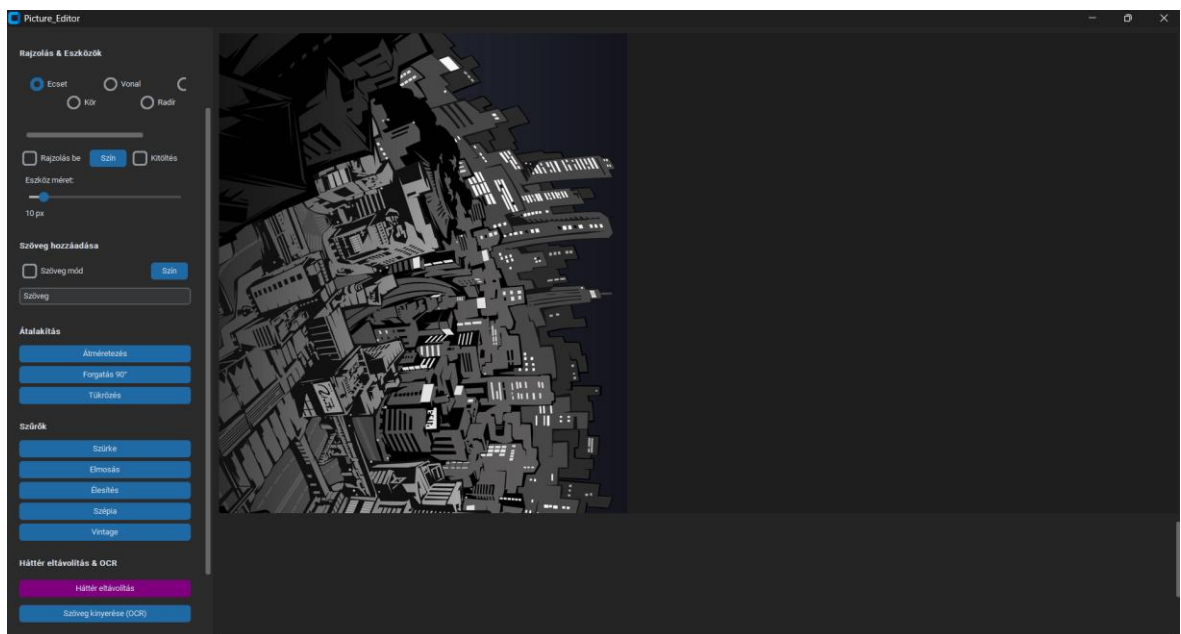 Picture_Editor
Rajzolás & Eszközök
Ecset Vonal
Kör Radír
Rajzolás be Szín Kitöltés
Eszköz méret:
10 px
Szöveg hozzáadása
Szöveg mód Szín
Szöveg
Átalakítás
Átméretezés
Forgatás 90°
Tükrözés
Szűrők
Szürke
Elmosás
Élesítés
Szépia
Vintage
Háttér eltávolítás & OCR
Háttér eltávolítás
Szöveg kinyerése (OCR)